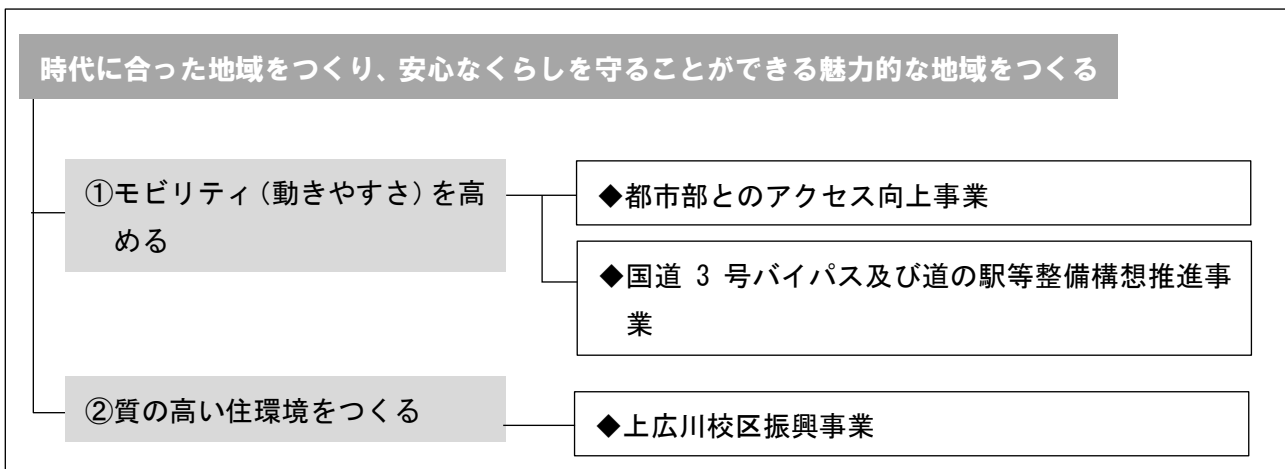 時代に合った地域をつくり、安心なくらしを守ることができる魅力的な地域をつくる
①モビリティ（動きやすさ）を高
める
◆都市部とのアクセス向上事業
◆国道 3 号バイパス及び道の駅等整備構想推進事
業
②質の高い住環境をつくる
◆上広川校区振興事業